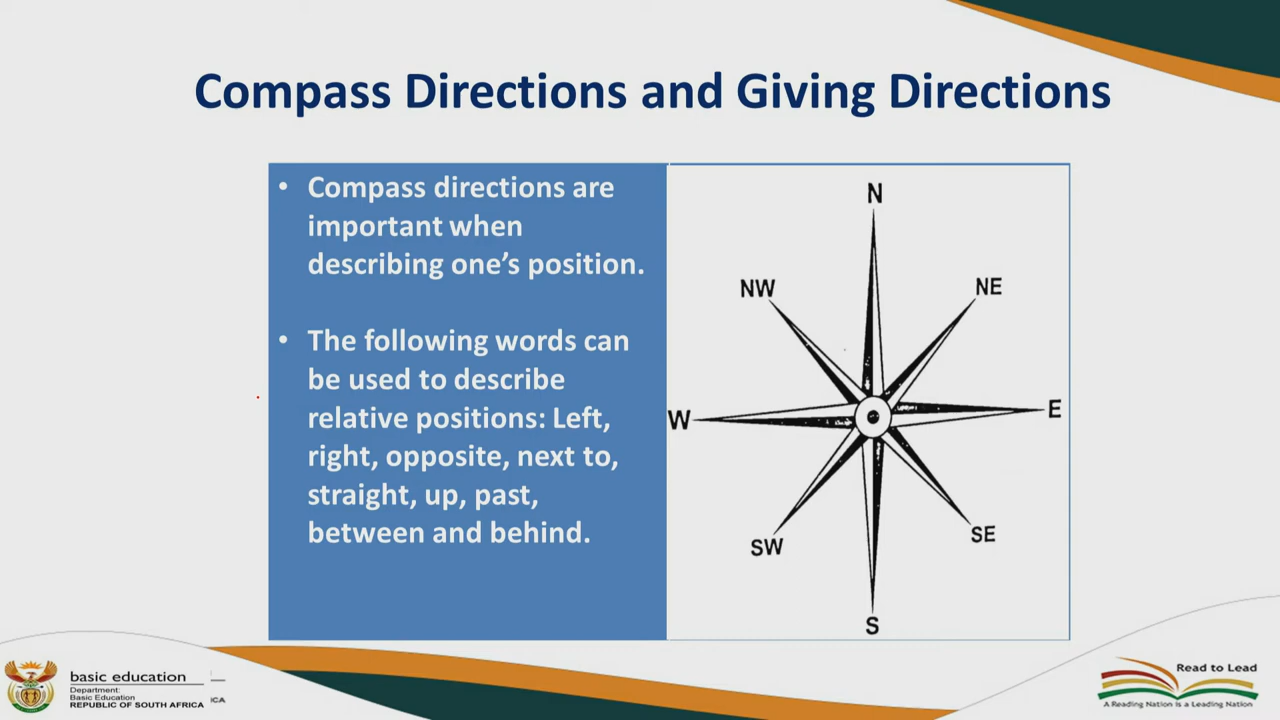 Compass Directions and Giving Directions
• Compass directions are
important when
describing one's position.
• The following words can
be used to describe
relative positions: Left,
right, opposite, next to,
straight, up, past,
between and behind.
N
NW
NE
W
E
SW
SE
S
basic education
Department:
Basic Education
REPUBLIC OF SOUTH AFRICA
ICA
Read to Lead
A Reading Nation is a Leading Nation